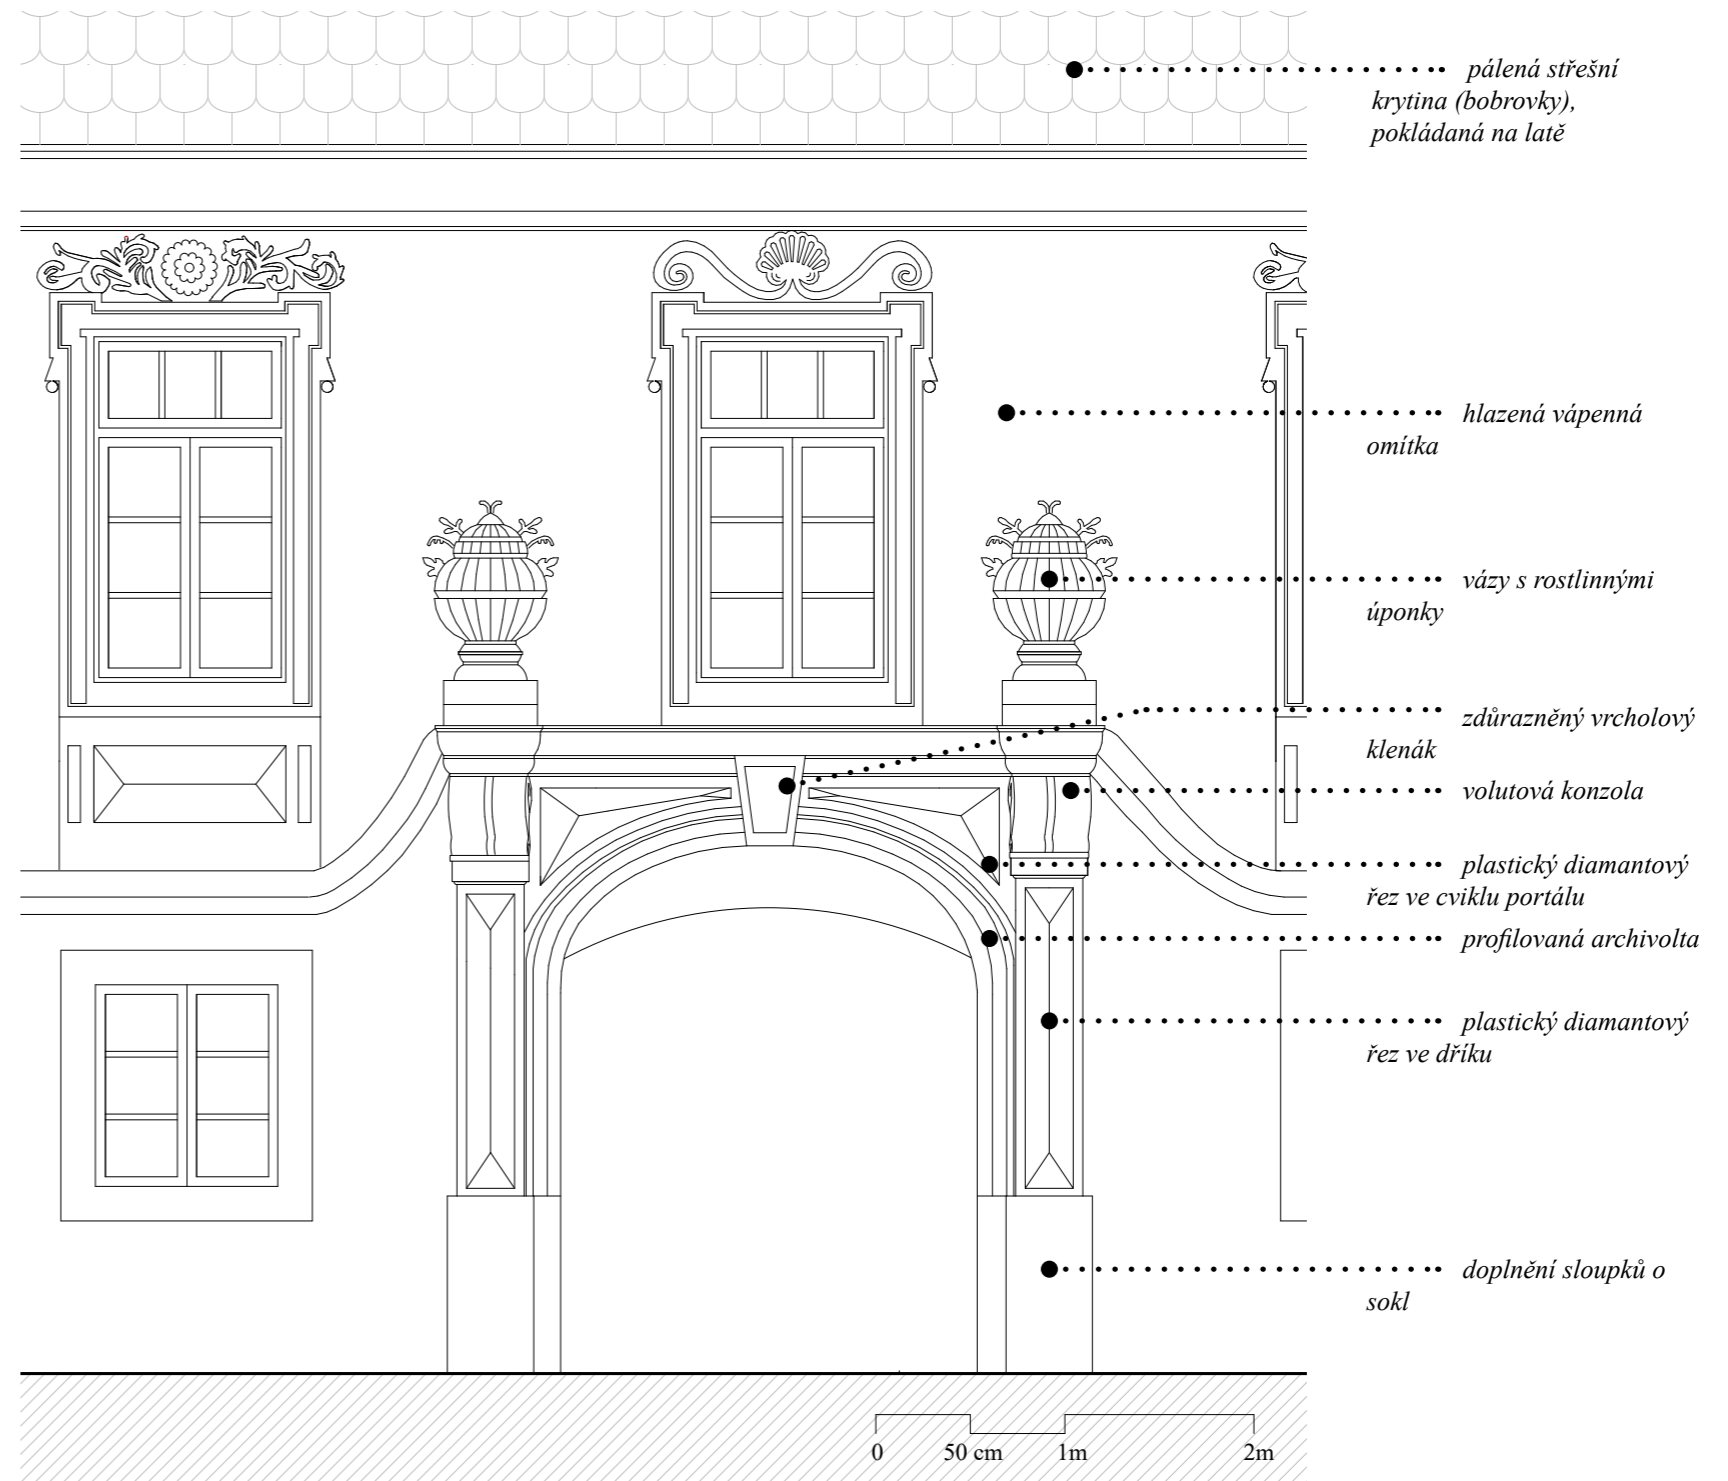 pálená střešní
krytina (bobrovky),
pokládaná na latě
hlazená vápenná
omítka
vázy s rostlinnými
úponky
zdůrazněný vrcholový
klenák
volutová konzola
plastický diamantový
řez ve cviklu portálu
profilovaná archivolta
plastický diamantový
řez ve dříku
doplnění sloupků o
sokl
0 50 cm 1m 2m